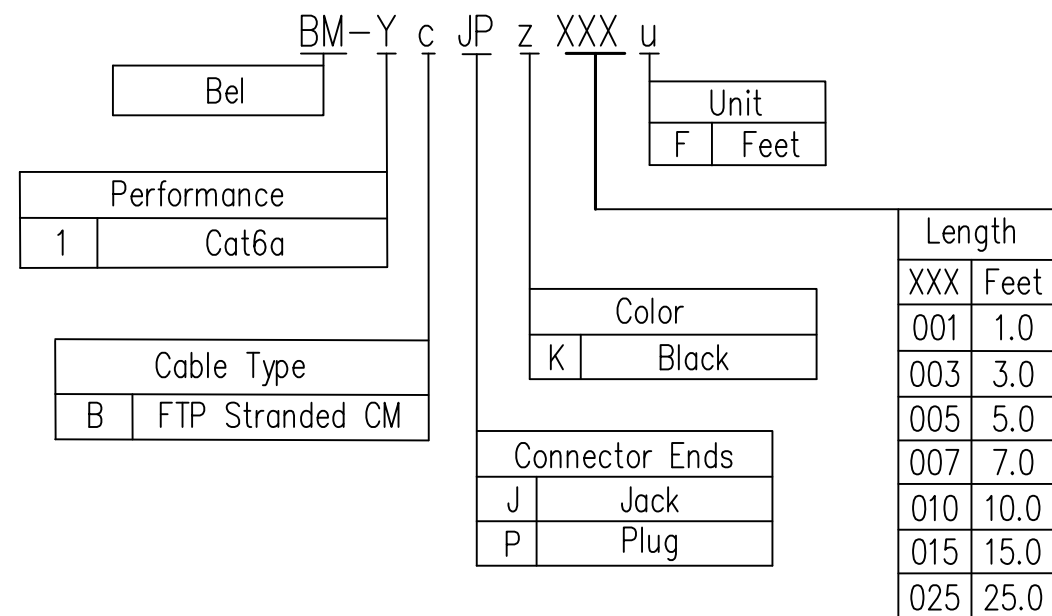 BM-Y c JP z XXX u
Bel
Unit
F Feet
Performance
1 Cat6a
Length
XXX Feet
001 1.0
003 3.0
005 5.0
007 7.0
010 10.0
015 15.0
025 25.0
Color
K Black
Cable Type
B FTP Stranded CM
Connector Ends
J Jack
P Plug